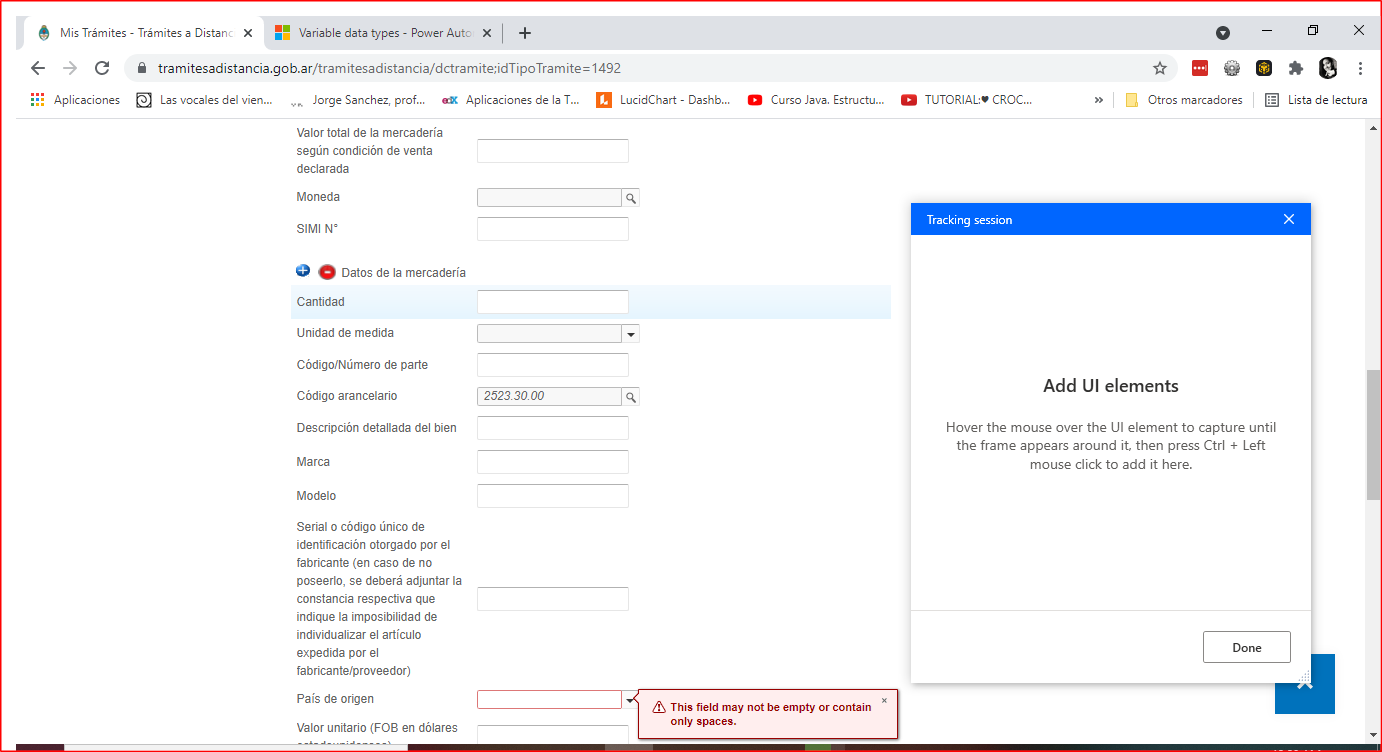 Mis Trámites - Trámites a Distanc
Variable data types - Power Auto
tramitesadistancia.gob.ar/tramitesadistancia/dctramite;idTipoTramite=1492
Aplicaciones
Las vocales del vien...
Jorge Sanchez, prof...
edX
Aplicaciones de la T...
LucidChart - Dashb...
Curso Java. Estructu...
TUTORIAL:♥ CROC...
»
Otros marcadores
Lista de lectura
Valor total de la mercadería
según condición de venta
declarada
Moneda
SIMI N°
Datos de la mercadería
Cantidad
Unidad de medida
Código/Número de parte
Código arancelario
2523.30.00
Descripción detallada del bien
Marca
Modelo
Serial o código único de
identificación otorgado por el
fabricante (en caso de no
poseerlo, se deberá adjuntar la
constancia respectiva que
indique la imposibilidad de
individualizar el artículo
expedida por el
fabricante/proveedor)
País de origen
This field may not be empty or contain
only spaces.
Valor unitario (FOB en dólares
Tracking session
Add UI elements
Hover the mouse over the UI element to capture until
the frame appears around it, then press Ctrl + Left
mouse click to add it here.
Done